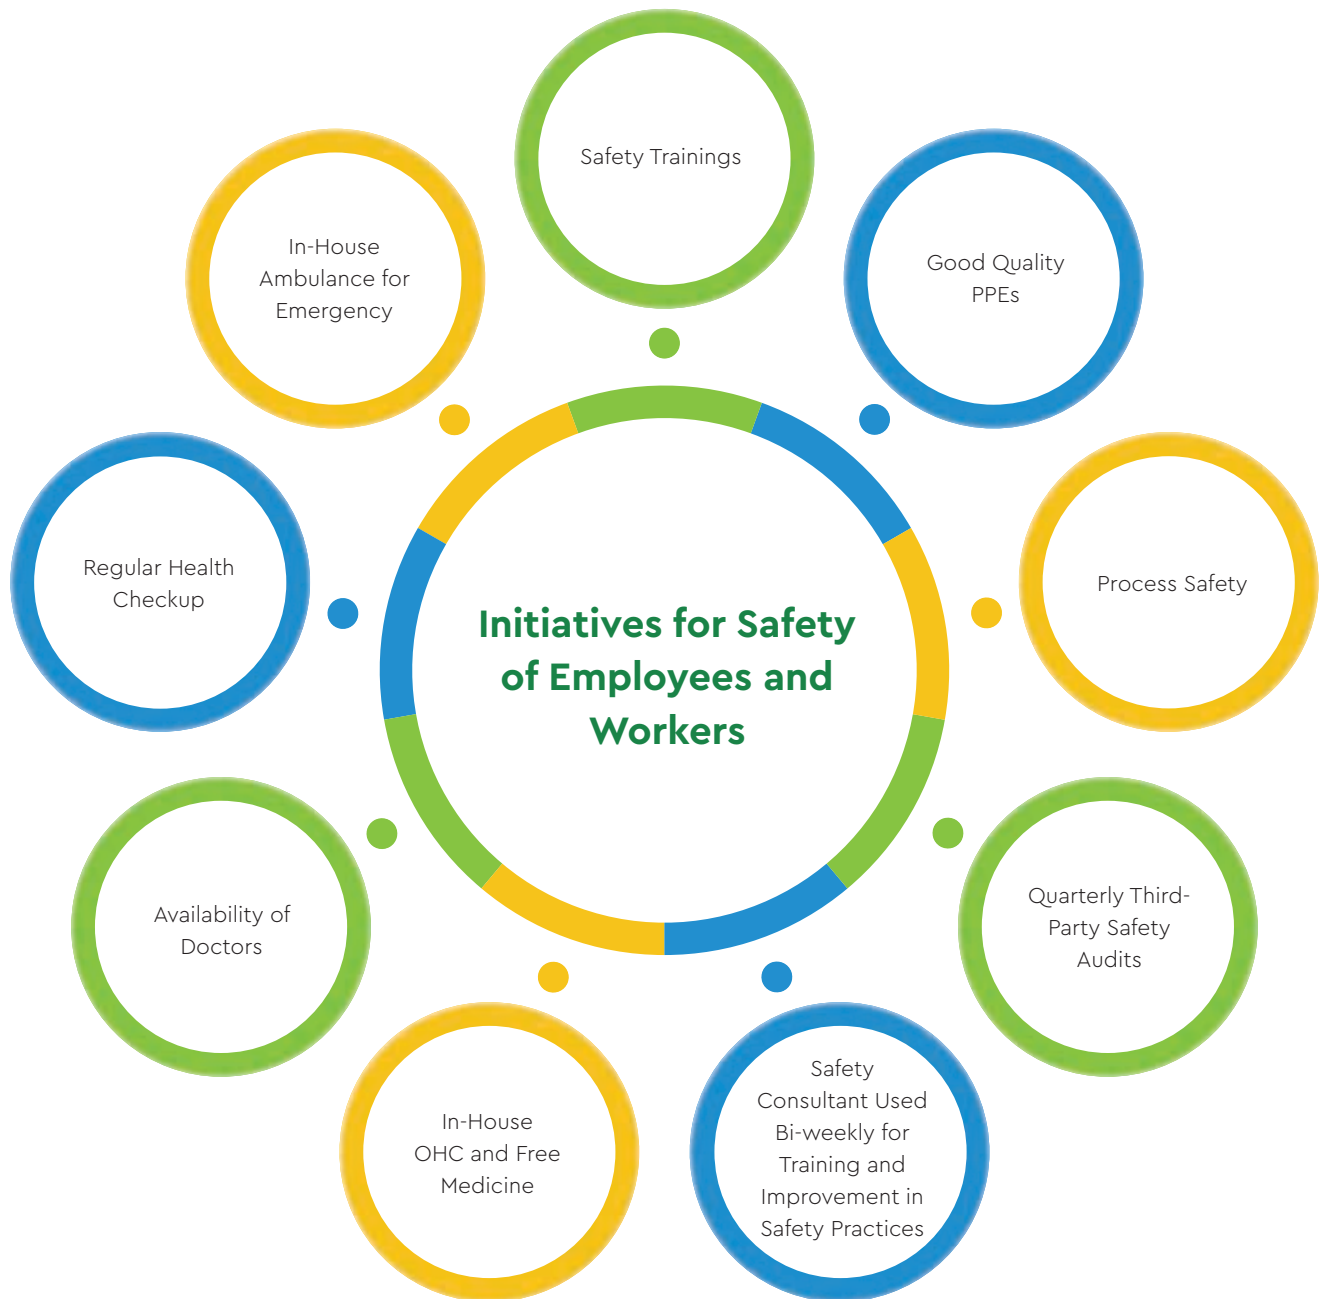 Safety Trainings
Good Quality
PPEs
Process Safety
Quarterly Third-
Party Safety
Audits
Safety
Consultant Used
Bi-weekly for
Training and
Improvement in
Safety Practices
In-House
OHC and Free
Medicine
Availability of
Doctors
Regular Health
Checkup
In-House
Ambulance for
Emergency
Initiatives for Safety
of Employees and
Workers